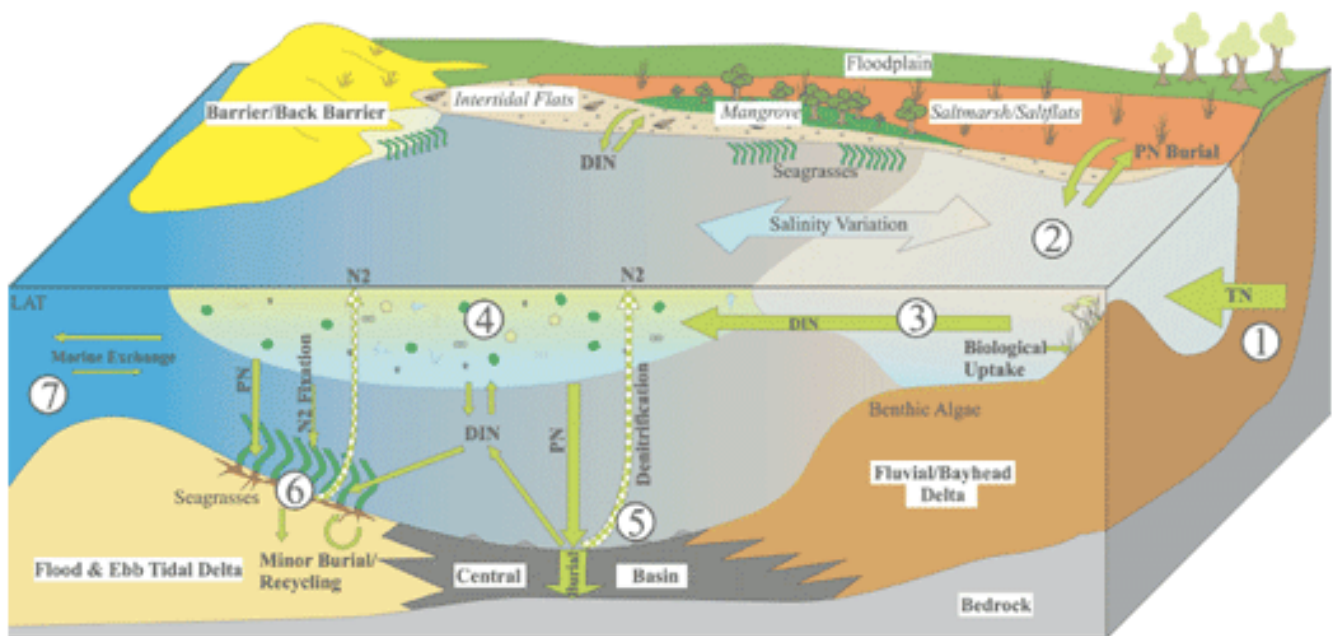 Floodplain
Barrier/Back Barrier
Intertidal Flats
Mangrove
Saltmarsh/Saltflats
DIN
Seagrasses
PN Burial
Salinity Variation
2
N2
N2
LAT
TN
4
DIN
3
1
Marine Exchange
Biological
Uptake
7
PN
N2 Fixation
DIN
PN
Denitrification
Benthic Algae
Fluvial/Bayhead
Delta
Seagrasses
6
5
Flood & Ebb Tidal Delta
Minor Burial/
Recycling
Central
Burial
Basin
Bedrock